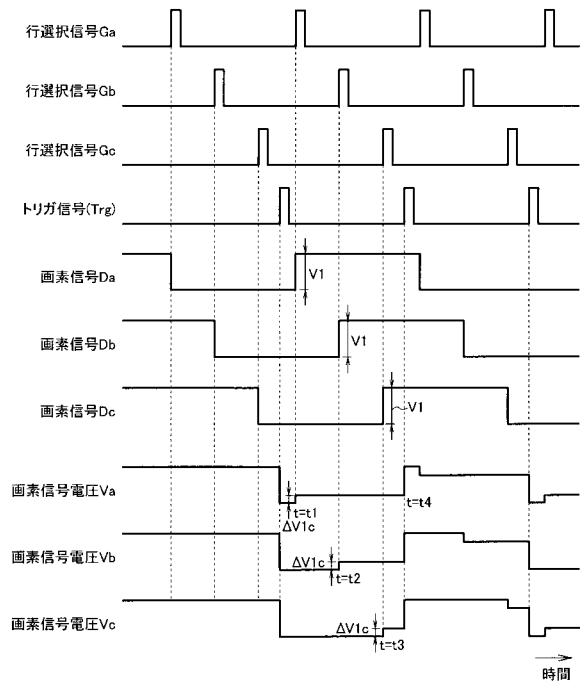 行選択信号Ga
行選択信号Gb
行選択信号Gc
トリガ信号(Trg)
画素信号Da
V1
画素信号Db
V1
画素信号Dc
V1
画素信号電圧Va
t=t1
t=t4
ΔV1c
画素信号電圧Vb
ΔV1c
t=t2
画素信号電圧Vc
ΔV1c
t=t3
時間